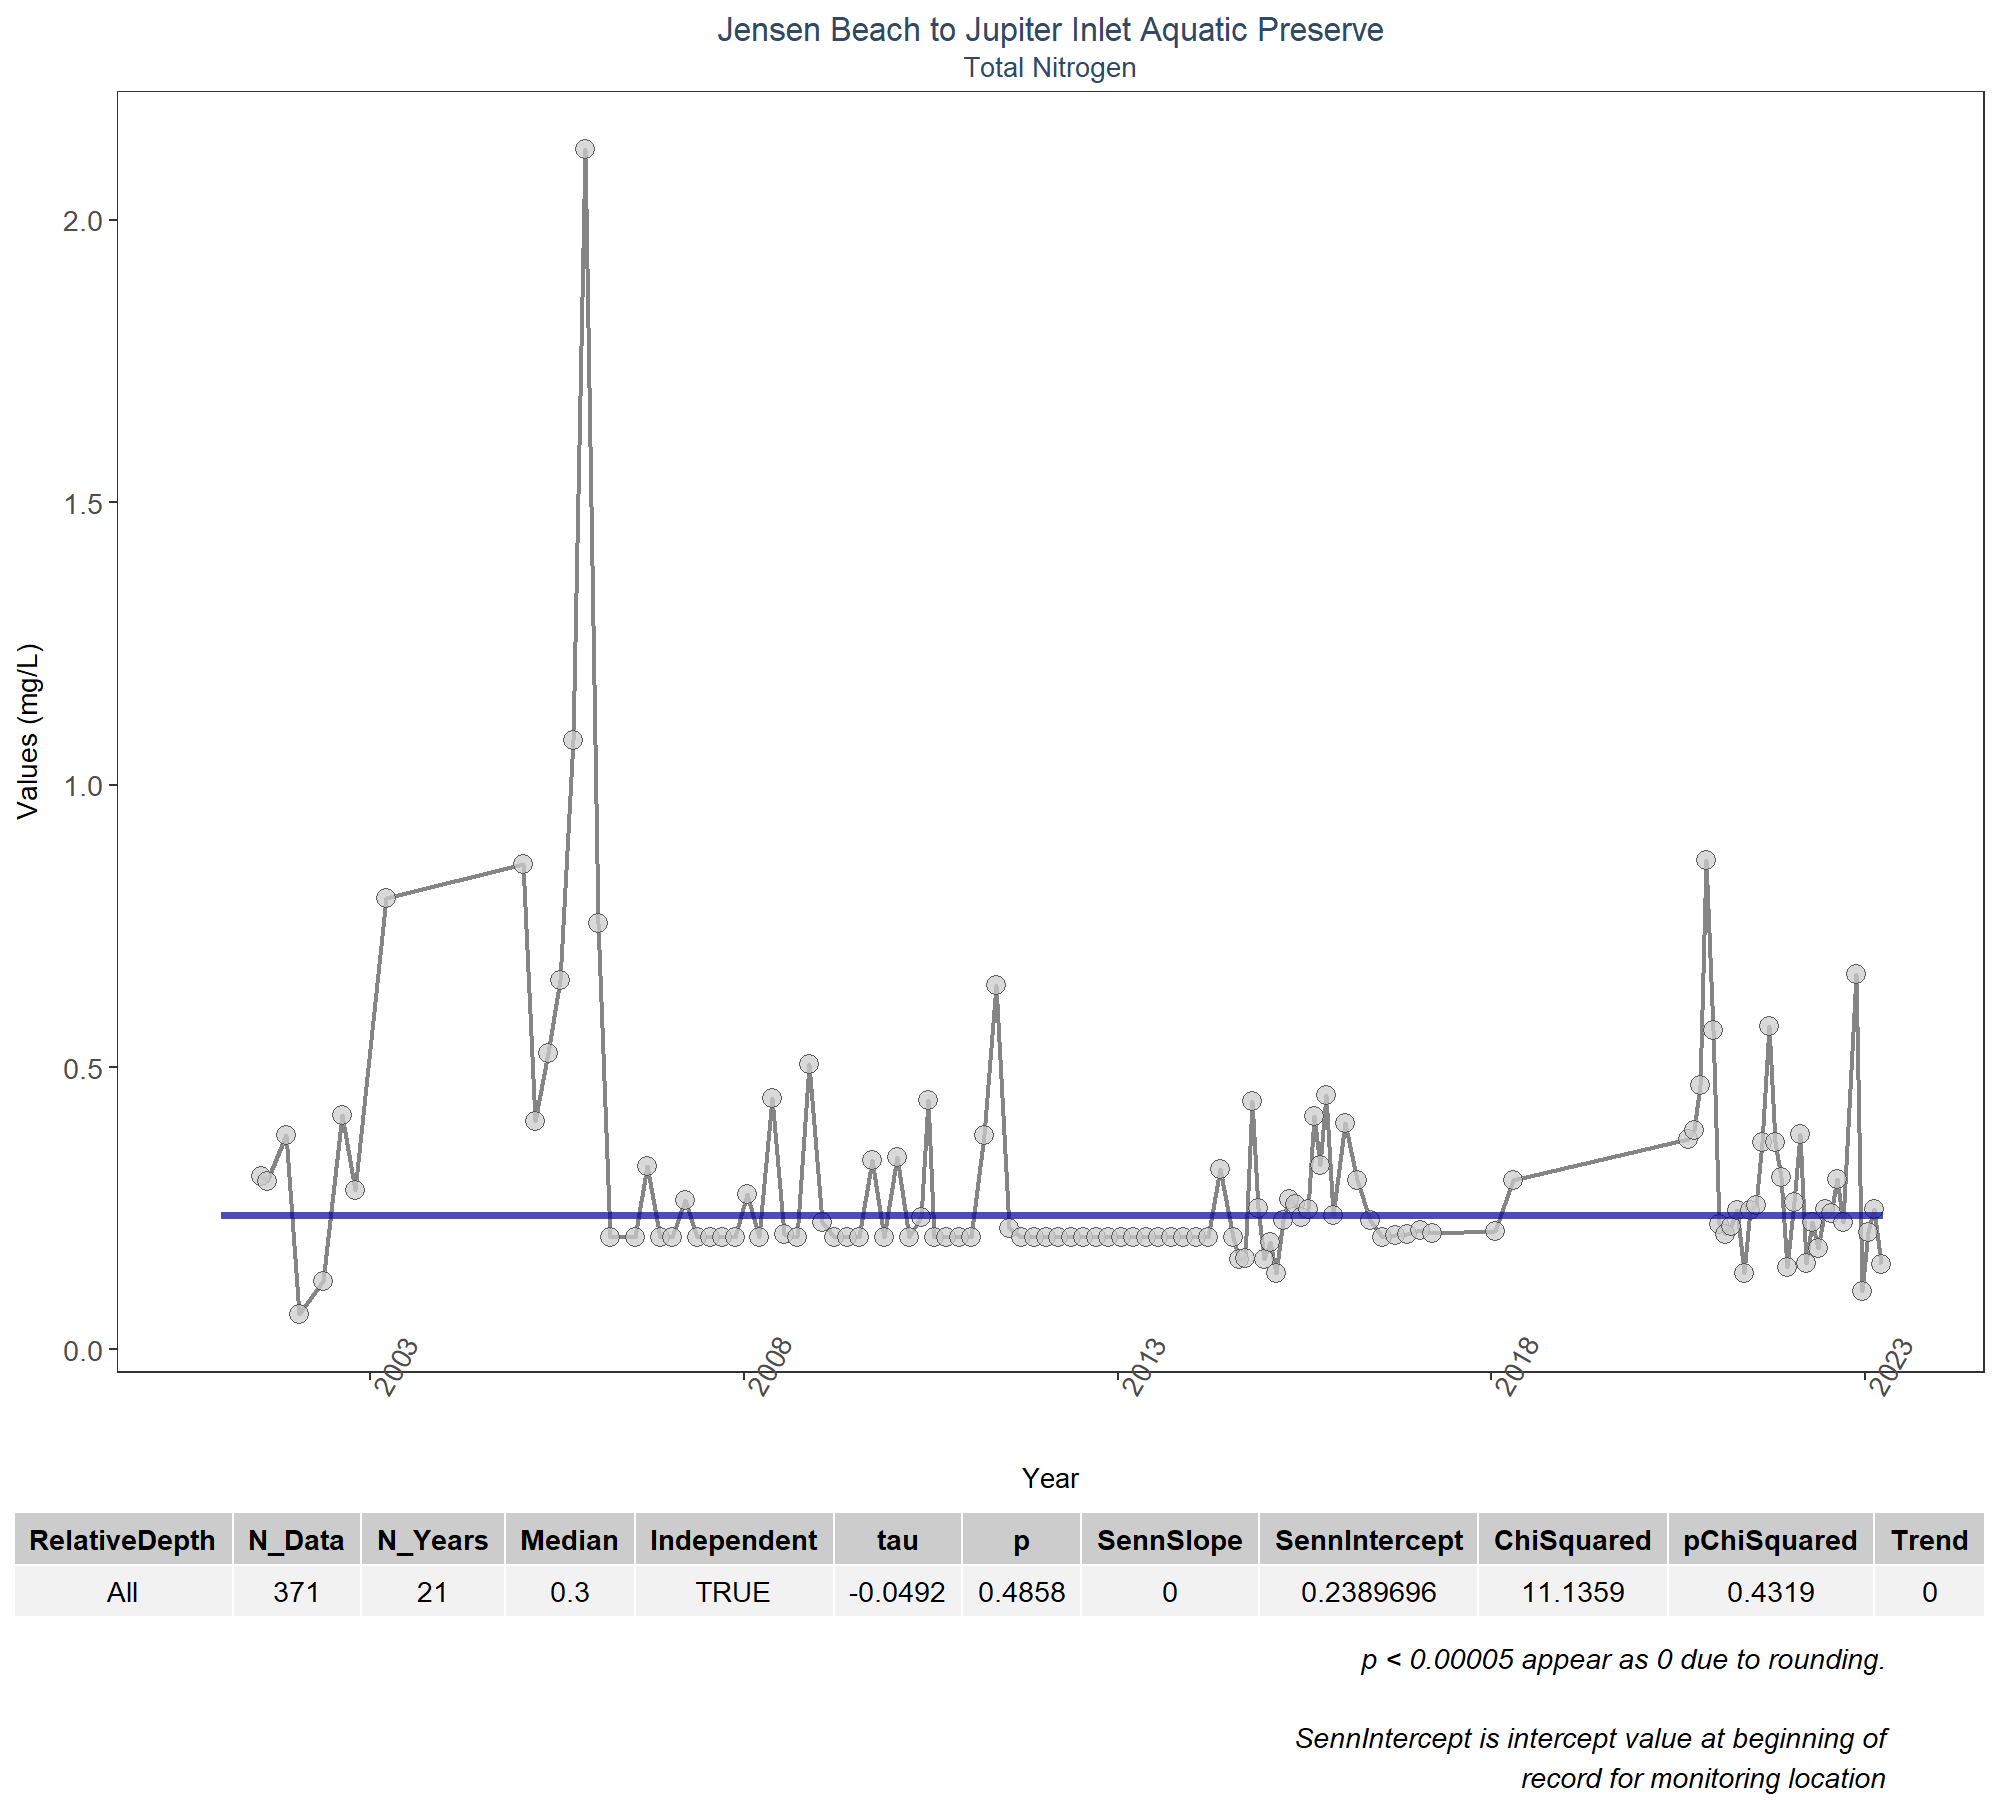 Jensen Beach to Jupiter Inlet Aquatic Preserve
Total Nitrogen
Values (mg/L)
2.0
1.5
1.0
0.5
0.0
2003 2008 2013 2018 2023
Year
RelativeDepth N_Data N_Years Median Independent tau p SennSlope SennIntercept ChiSquared pChiSquared Trend
All 371 21 0.3 TRUE -0.0492 0.4858 0 0.2389696 11.1359 0.4319 0
p < 0.00005 appear as 0 due to rounding.
SennIntercept is intercept value at beginning of
record for monitoring location